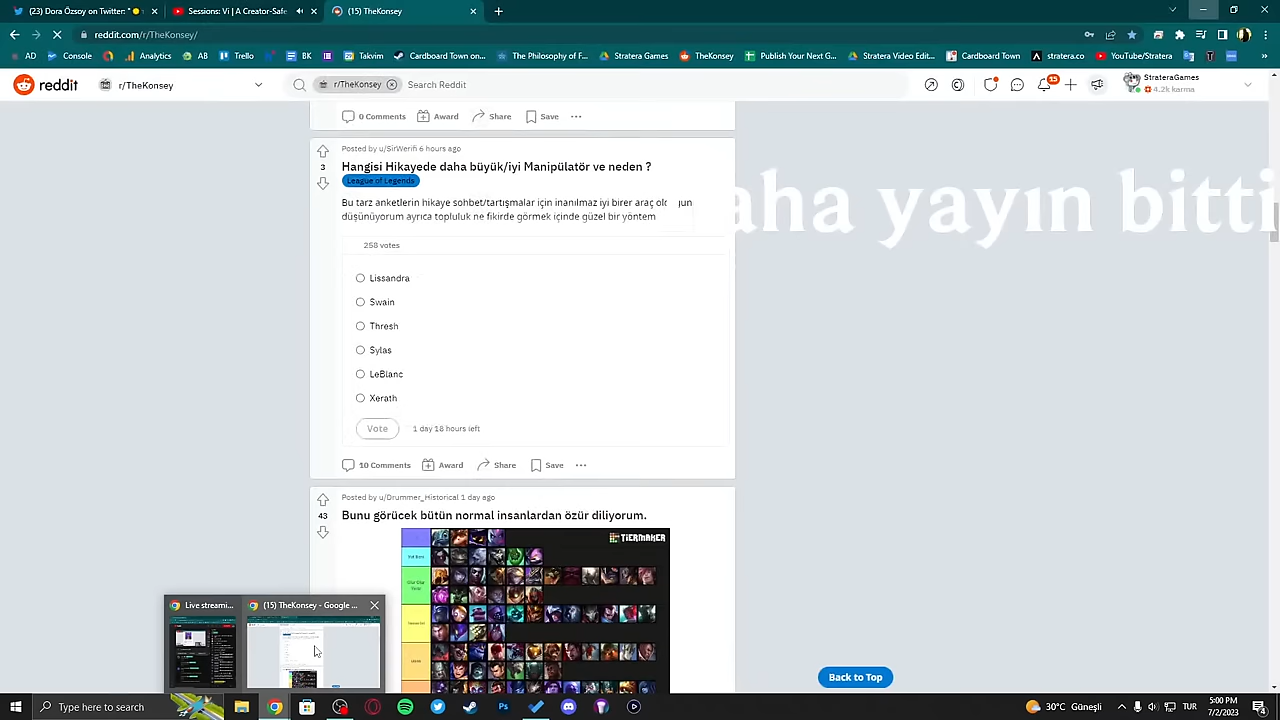 (23) Dora Özsoy on Twitter: "
Sessions: Vi | A Creator-Safe
(15) TheKonsey
reddit.com/r/TheKonsey/
AD
Console
Analytics
Trello
BK
Takvim
Cardboard Town on...
The Philosophy of F...
Stratera Games
TheKonsey
Publish Your Next G...
Stratera Video Edit...
Cardboard Town
stratera.co
YouTube/Stratera
reddit
r/TheKonsey
r/TheKonsey
Search Reddit
15
StrateraGames
4.2k karma
0 Comments
Award
Share
Save
Posted by u/SirWerifi 6 hours ago
3
Hangisi Hikayede daha büyük/iyi Manipülatör ve neden ?
League of Legends
Bu tarz anketlerin hikaye sohbet/tartışmalar için inanılmaz iyi birer araç
düşünüyorum ayrıca topluluk ne fikirde görmek içinde güzel bir yöntem
aha yayın bitti
258 votes
Lissandra
Swain
Thresh
Sylas
LeBlanc
Xerath
Vote
1 day 18 hours left
10 Comments
Award
Share
Save
Posted by u/Drummer_Historical 1 day ago
43
Bunu görücek bütün normal insanlardan özür diliyorum.
TIERMAKER
Live streami...
(15) TheKonsey - Google ...
Back to Top
Type here to search
30°C Güneşli
5:00 PM
7/2/2023